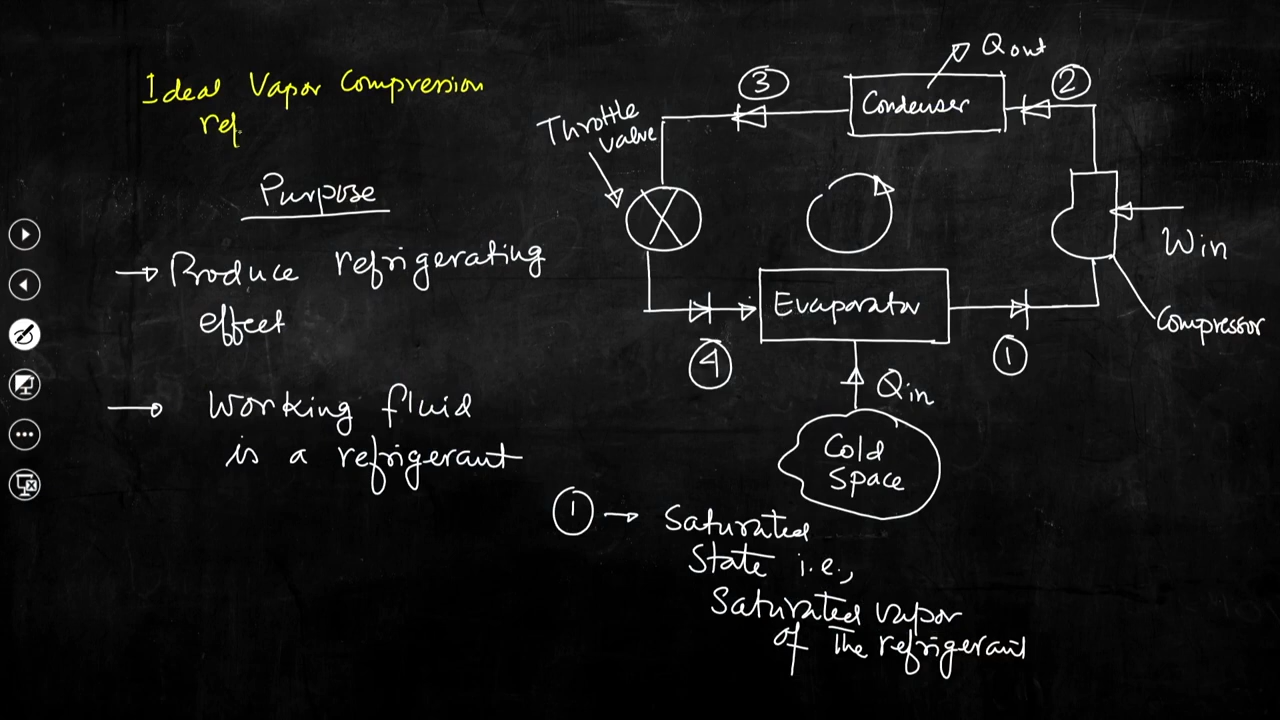 Ideal Vapor Compression
ref.
Purpose
→ Produce refrigerating
effect
→ Working fluid
is a refrigerant
Qout
3
Condenser
2
Throttle
valve
Win
Evaporator
Compressor
4
1
Qin
Cold
Space
1 → Saturated
State i.e.,
Saturated vapor
of The refrigerant